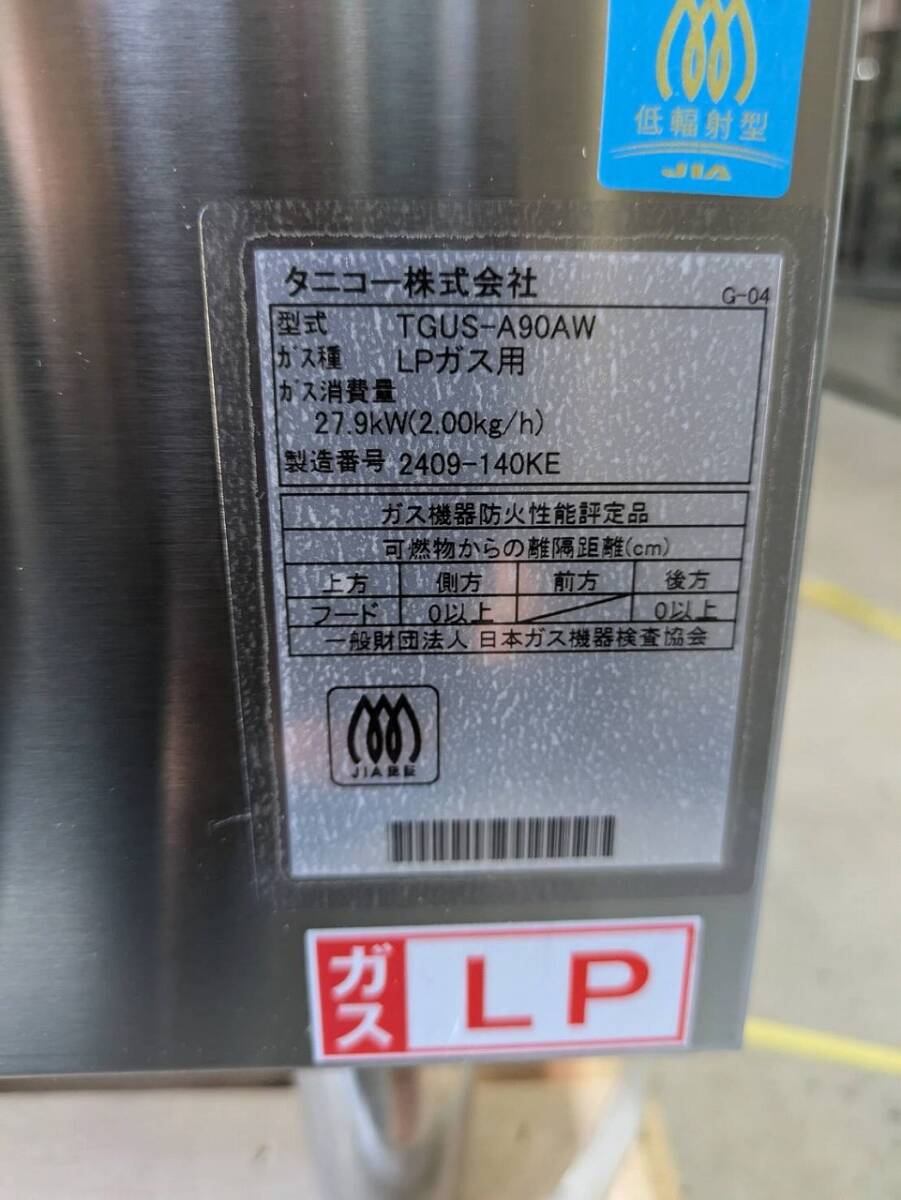 低輻射型
JIA
タニコー株式会社
G-04
型式 TGUS-A90AW
ガス種 LPガス用
ガス消費量
27.9kW(2.00kg/h)
製造番号 2409-140KE
ガス機器防火性能評定品
可燃物からの離隔距離(cm)
上方 側方 前方 後方
フード 0以上 0以上
一般財団法人 日本ガス機器検査協会
JIA認証
ガス LP